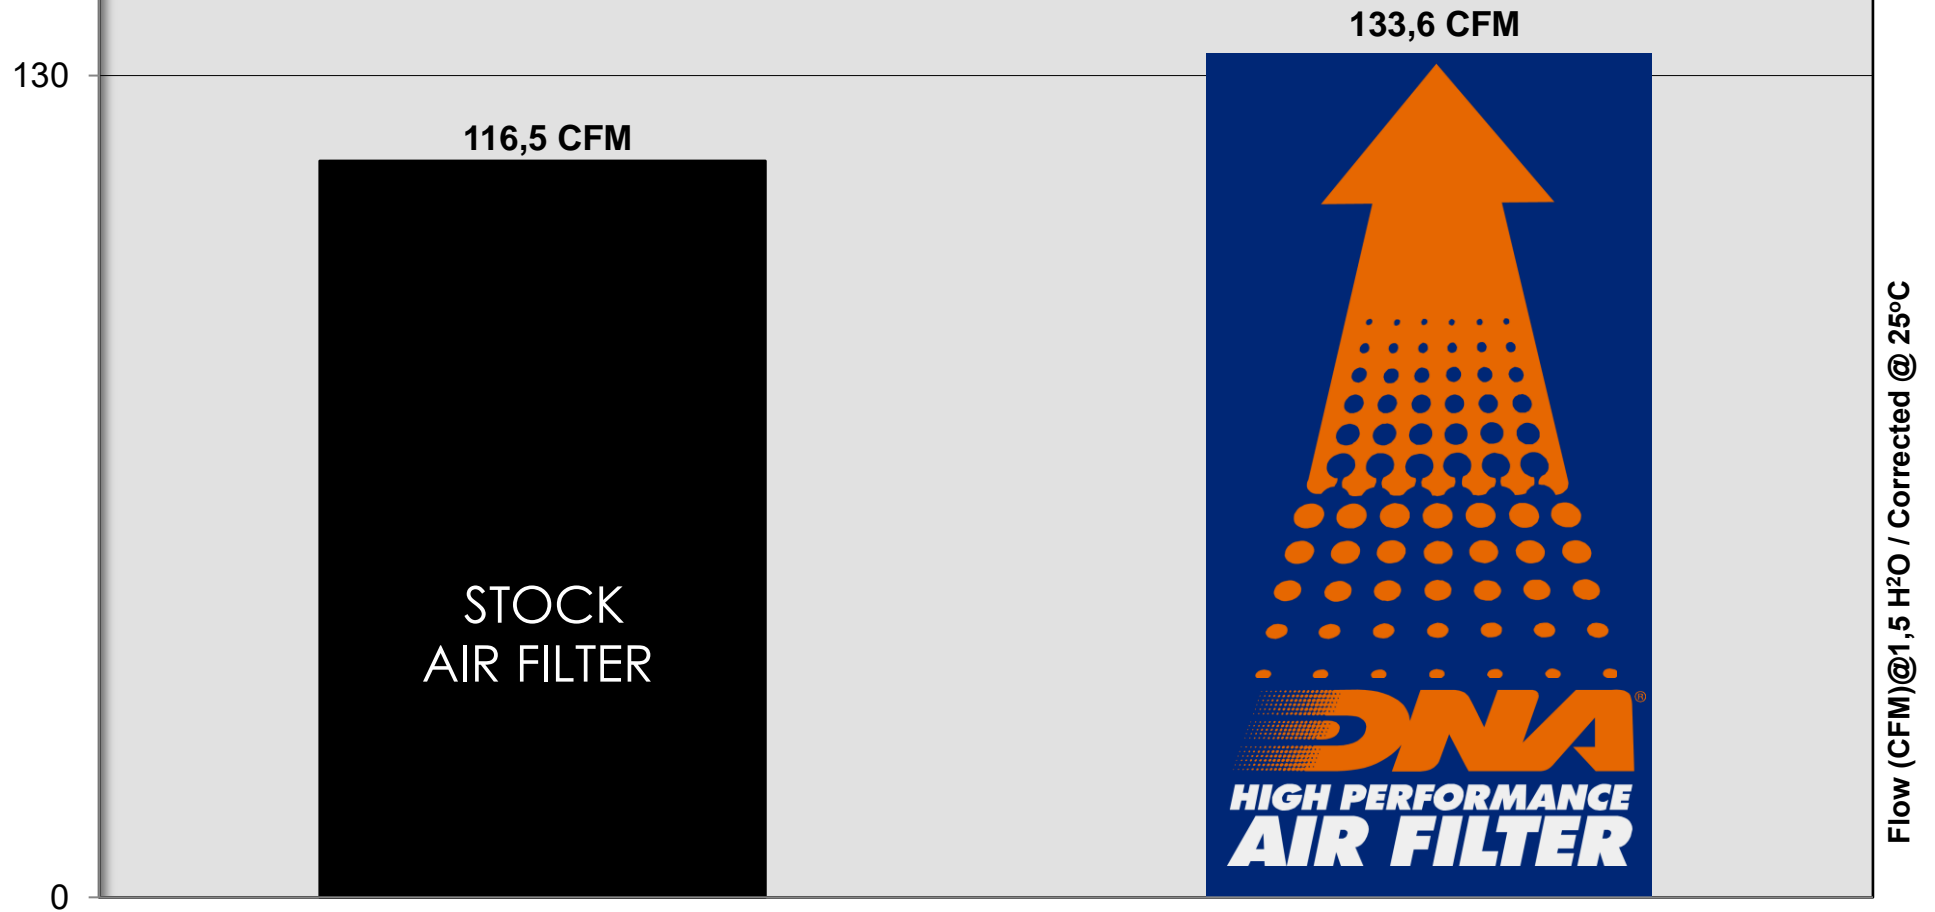 133,6 CFM
130
116,5 CFM
STOCK
AIR FILTER
DNA®
HIGH PERFORMANCE
AIR FILTER
0
Flow (CFM)@1,5 H²O / Corrected @ 25ºC